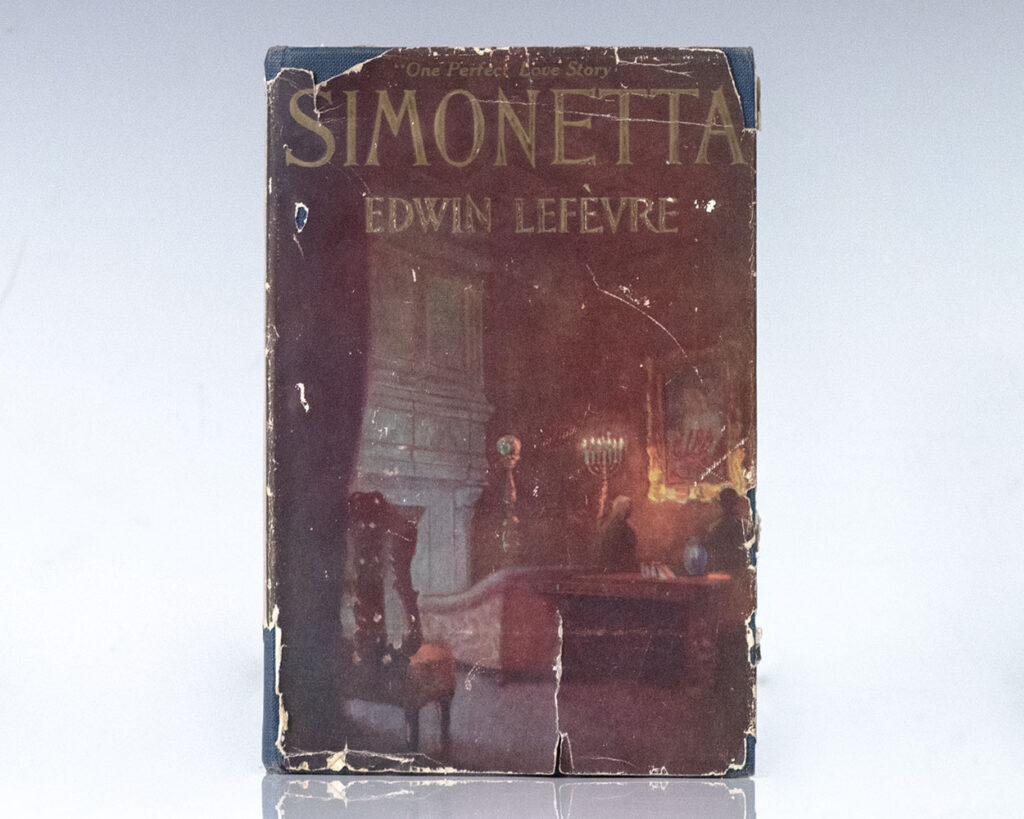 "One Perfect Love Story"
SIMONETTA
EDWIN LEFÈVRE